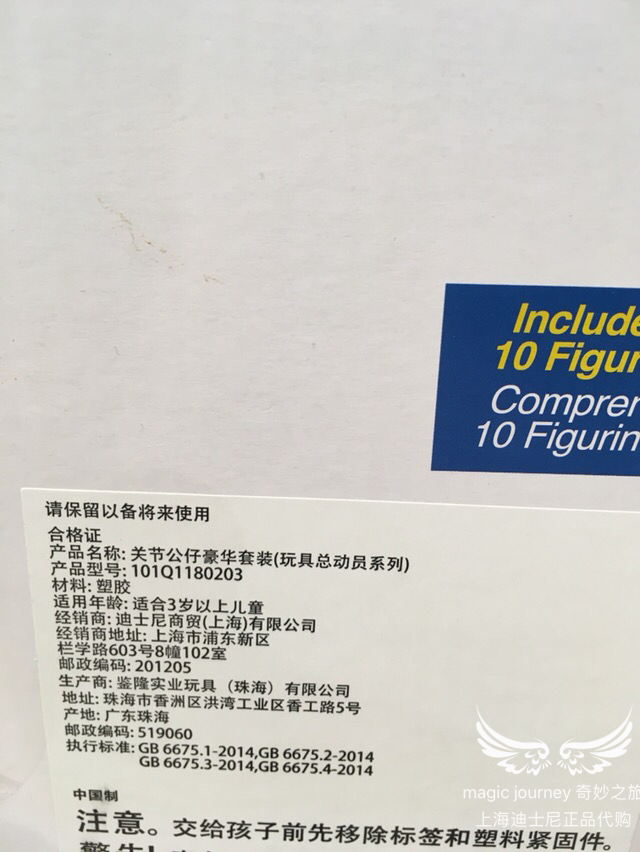 10
Compren
10 Figurin
请保留以备将来使用
合格证
产品名称: 关节公仔豪华套装(玩具总动员系列)
产品型号: 101Q1180203
材料: 塑胶
适用年龄: 适合3岁以上儿童
经销商: 迪士尼商贸(上海)有限公司
经销商地址: 上海市浦东新区
栏学路603号8幢102室
邮政编码: 201205
生产商: 鉴隆实业玩具（珠海）有限公司
地址: 珠海市香洲区洪湾工业区香工路5号
产地: 广东珠海
邮政编码: 519060
执行标准: GB 6675.1-2014,GB 6675.2-2014
GB 6675.3-2014,GB 6675.4-2014
中国制
注意。交给孩子前先移除标签和塑料紧固件。
magic journey 奇妙之旅
上海迪士尼正品代购